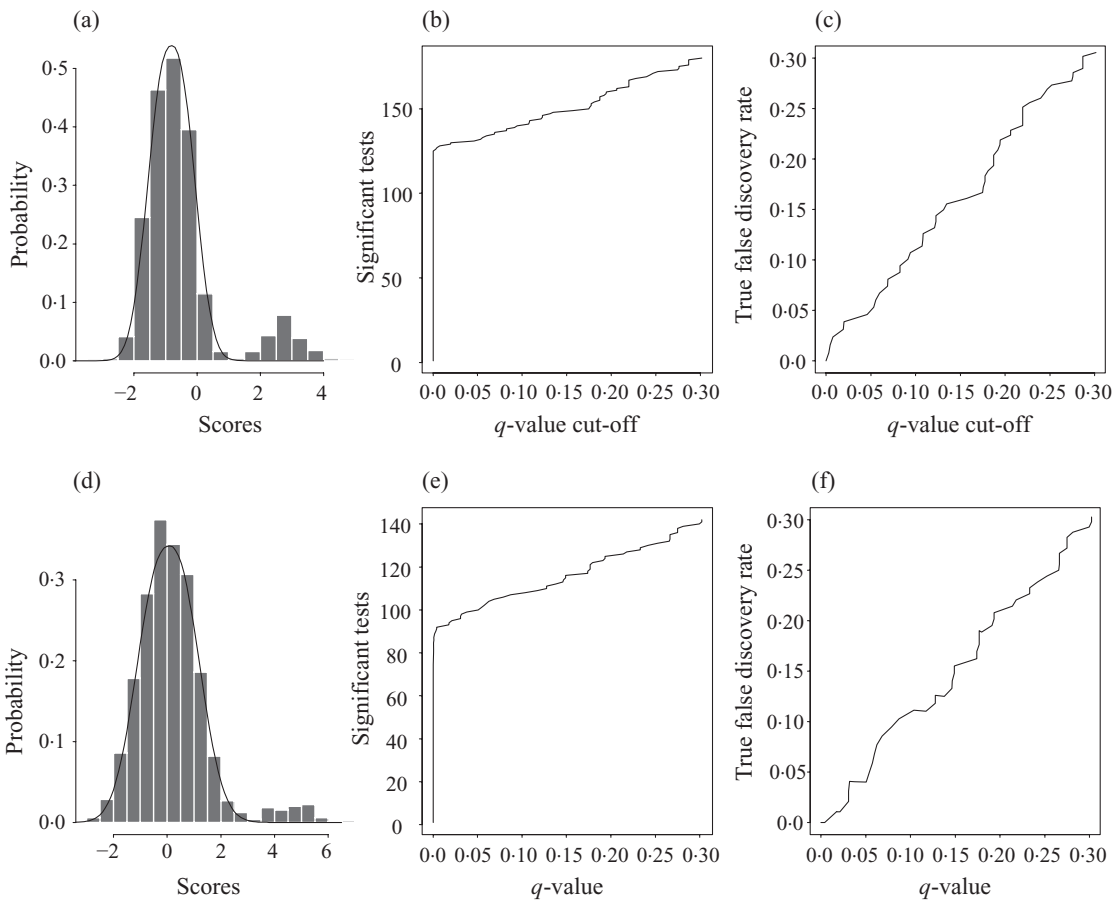 (a)
Probability
0·5
0·4
0·3
0·2
0·1
0·0
−2 0 2 4
Scores
(b)
Significant tests
150
100
50
0
0·0 0·05 0·10 0·15 0·20 0·25 0·30
q-value cut-off
(c)
True false discovery rate
0·30
0·25
0·20
0·15
0·10
0·05
0·0
0·0 0·05 0·10 0·15 0·20 0·25 0·30
q-value cut-off
(d)
Probability
0·3
0·2
0·1
0·0
−2 0 2 4 6
Scores
(e)
Significant tests
140
120
100
80
60
40
20
0
0·0 0·05 0·10 0·15 0·20 0·25 0·30
q-value
(f)
True false discovery rate
0·30
0·25
0·20
0·15
0·10
0·05
0·0
0·0 0·05 0·10 0·15 0·20 0·25 0·30
q-value